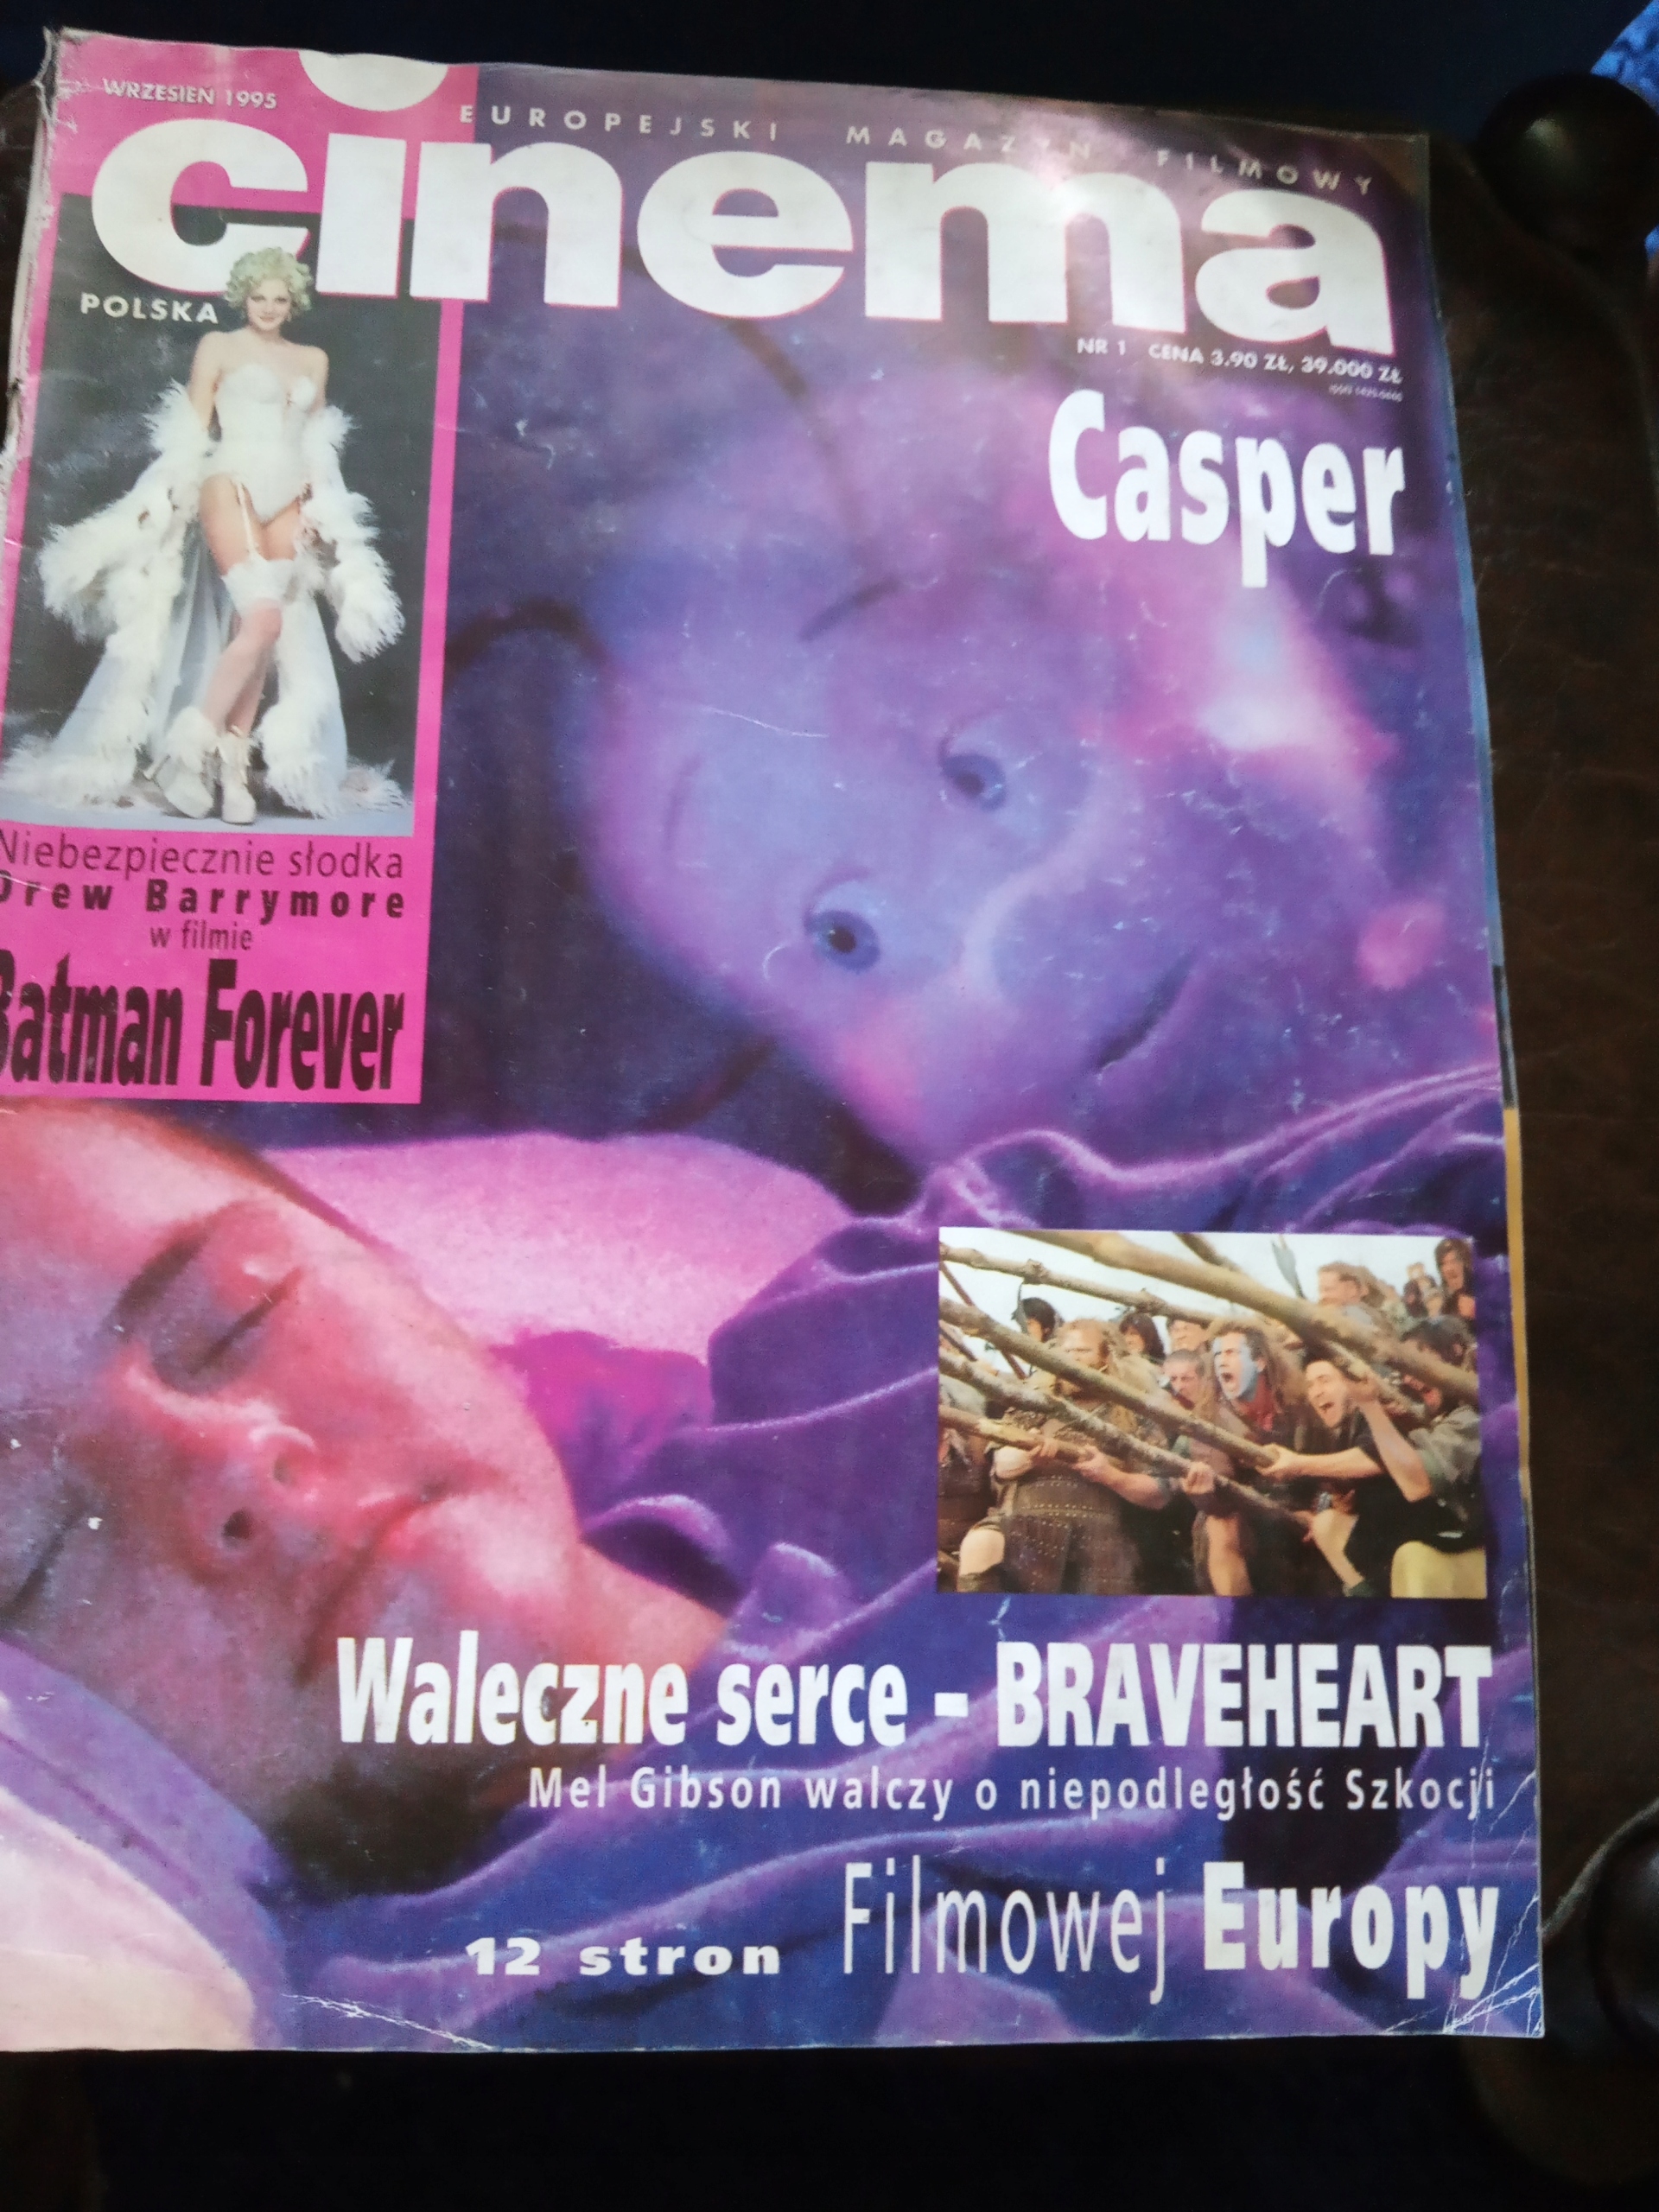 WRZESIEŃ 1995
EUROPEJSKI MAGAZYN FILMOWY
cinema
POLSKA
NR 1 CENA 3.90 ZŁ, 39.000 ZŁ
Casper
Niebezpiecznie słodka
Drew Barrymore
w filmie
Batman Forever
Waleczne serce - BRAVEHEART
Mel Gibson walczy o niepodległość Szkocji
12 stron Filmowej Europy